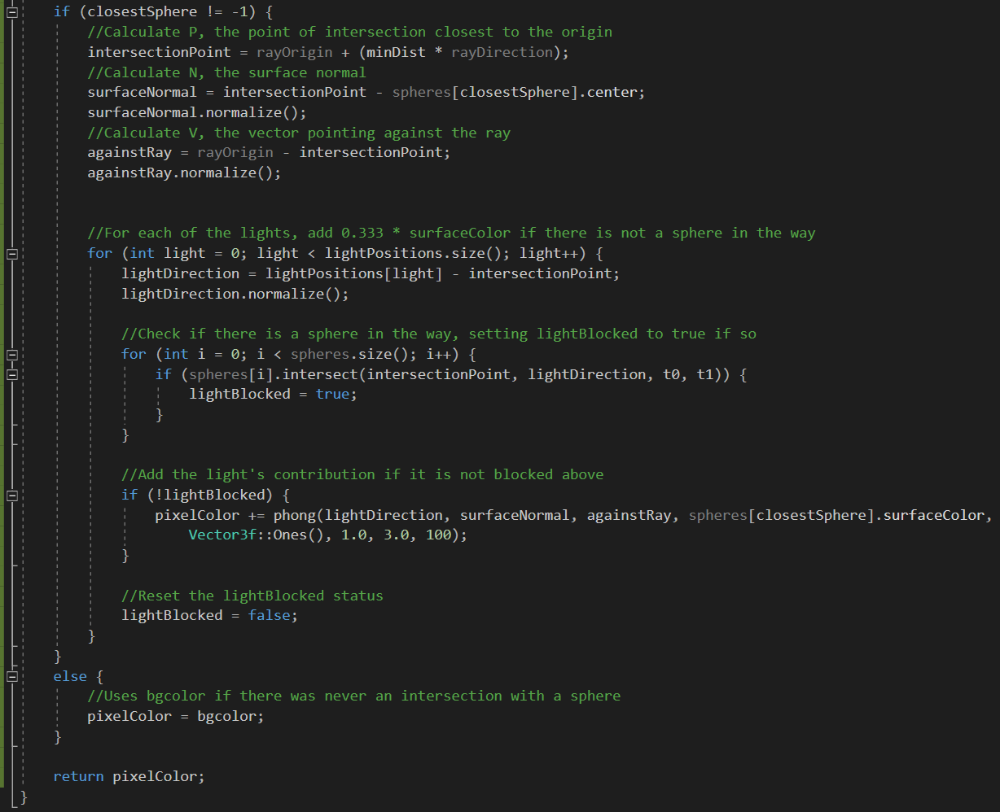 if (closestSphere != -1) {
//Calculate P, the point of intersection closest to the origin
intersectionPoint = rayOrigin + (minDist * rayDirection);
//Calculate N, the surface normal
surfaceNormal = intersectionPoint - spheres[closestSphere].center;
surfaceNormal.normalize();
//Calculate V, the vector pointing against the ray
againstRay = rayOrigin - intersectionPoint;
againstRay.normalize();
//For each of the lights, add 0.333 * surfaceColor if there is not a sphere in the way
for (int light = 0; light < lightPositions.size(); light++) {
lightDirection = lightPositions[light] - intersectionPoint;
lightDirection.normalize();
//Check if there is a sphere in the way, setting lightBlocked to true if so
for (int i = 0; i < spheres.size(); i++) {
if (spheres[i].intersect(intersectionPoint, lightDirection, t0, t1)) {
lightBlocked = true;
}
}
//Add the light's contribution if it is not blocked above
if (!lightBlocked) {
pixelColor += phong(lightDirection, surfaceNormal, againstRay, spheres[closestSphere].surfaceColor,
Vector3f::Ones(), 1.0, 3.0, 100);
}
//Reset the lightBlocked status
lightBlocked = false;
}
}
else {
//Uses bgcolor if there was never an intersection with a sphere
pixelColor = bgcolor;
}
return pixelColor;
}